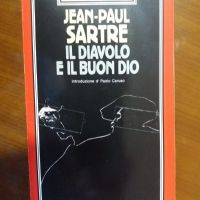 JEAN-PAUL
SARTRE
IL DIAVOLO
E IL BUON DIO
introduzione di Paolo Caruso